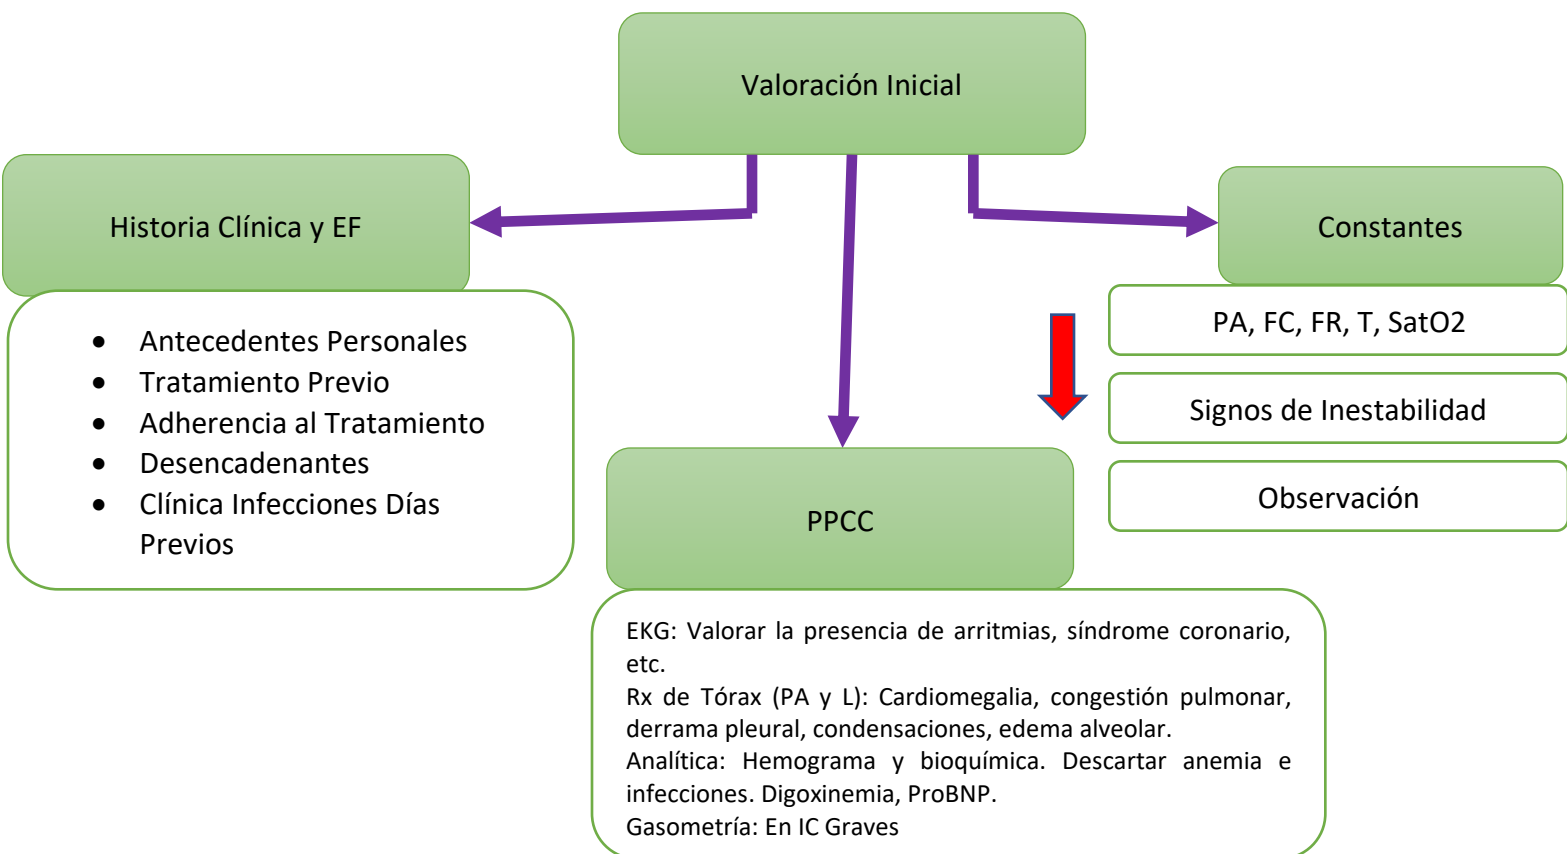 Valoración Inicial
Historia Clínica y EF
• Antecedentes Personales
• Tratamiento Previo
• Adherencia al Tratamiento
• Desencadenantes
• Clínica Infecciones Días
Previos
Constantes
PA, FC, FR, T, SatO2
Signos de Inestabilidad
Observación
PPCC
EKG: Valorar la presencia de arritmias, síndrome coronario,
etc.
Rx de Tórax (PA y L): Cardiomegalia, congestión pulmonar,
derrama pleural, condensaciones, edema alveolar.
Analítica: Hemograma y bioquímica. Descartar anemia e
infecciones. Digoxinemia, ProBNP.
Gasometría: En IC Graves